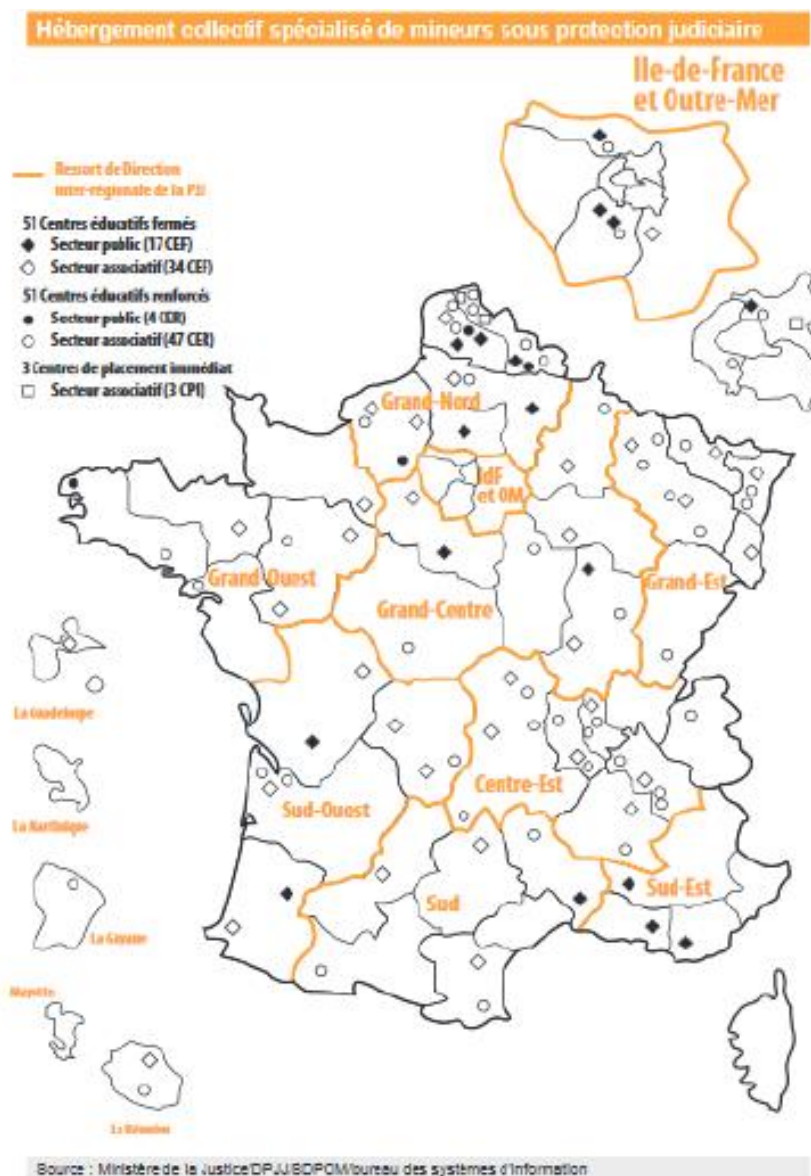 Hébergement collectif spécialisé de mineurs sous protection judiciaire
Ile-de-France
et Outre-Mer
Ressort de Direction
inter-régionale de la PJJ
51 Centres éducatifs fermés
Secteur public (17 CEF)
Secteur associatif (34 CEF)
51 Centres éducatifs renforcés
Secteur public (4 CER)
Secteur associatif (47 CER)
3 Centres de placement immédiat
Secteur associatif (3 CPI)
Grand-Nord
IdF
et OM
Grand-Ouest
Grand-Centre
Grand-Est
La Guadeloupe
Centre-Est
Sud-Ouest
La Martinique
Sud-Est
Sud
La Guyane
Mayotte
La Réunion
Source : Ministère de la Justice/DPJJ/SDPOM/bureau des systèmes d'information